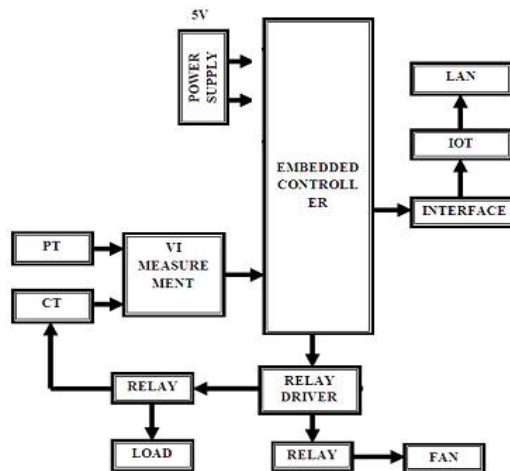 5V
POWER
SUPPLY
LAN
IOT
EMBEDDED
CONTROLL
ER
INTERFACE
PT
VI
MEASURE
MENT
CT
RELAY
RELAY
DRIVER
LOAD
RELAY
FAN